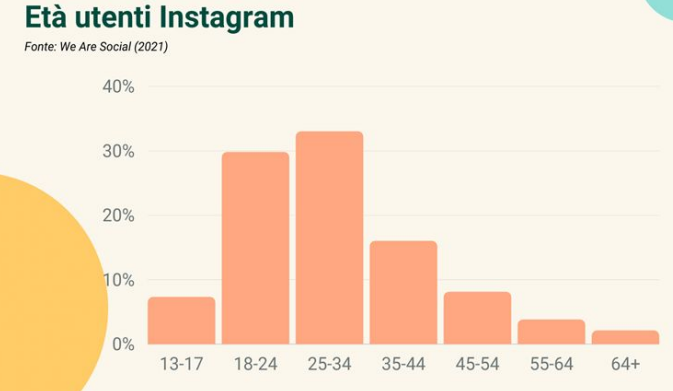 Età utenti Instagram
Fonte: We Are Social (2021)
40%
30%
20%
10%
0%
13-17 18-24 25-34 35-44 45-54 55-64 64+